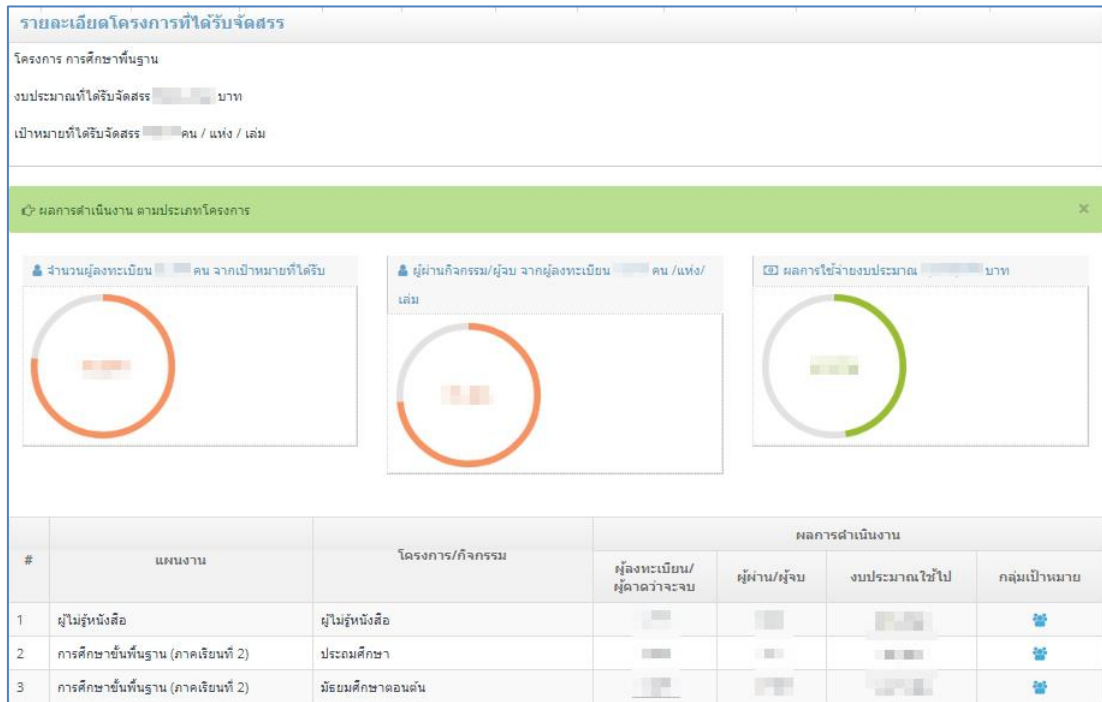 รายละเอียดโครงการที่ได้รับจัดสรร
โครงการ การศึกษาพื้นฐาน
งบประมาณที่ได้รับจัดสรร บาท
เป้าหมายที่ได้รับจัดสรร คน / แห่ง / เล่ม
ผลการดำเนินงาน ตามประเภทโครงการ ×
จำนวนผู้ลงทะเบียน คน จากเป้าหมายที่ได้รับ
ผู้ผ่านกิจกรรม/ผู้จบ จากผู้ลงทะเบียน คน /แห่ง/
เล่ม
ผลการใช้จ่ายงบประมาณ บาท
# แผนงาน โครงการ/กิจกรรม ผลการดำเนินงาน
ผู้ลงทะเบียน/
ผู้คาดว่าจะจบ ผู้ผ่าน/ผู้จบ งบประมาณใช้ไป กลุ่มเป้าหมาย
1 ผู้ไม่รู้หนังสือ ผู้ไม่รู้หนังสือ
2 การศึกษาขั้นพื้นฐาน (ภาคเรียนที่ 2) ประถมศึกษา
3 การศึกษาขั้นพื้นฐาน (ภาคเรียนที่ 2) มัธยมศึกษาตอนต้น